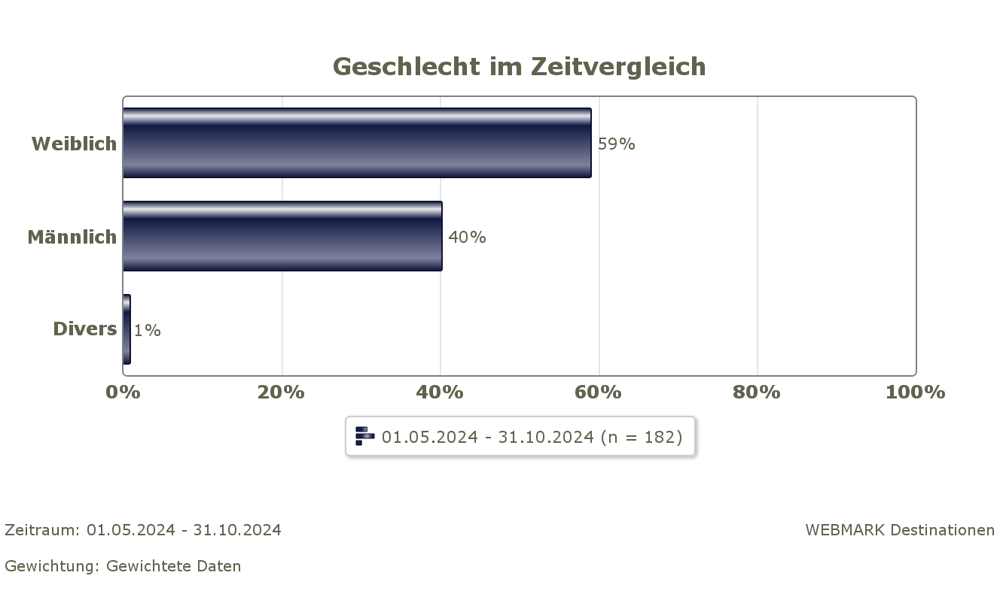 Geschlecht im Zeitvergleich
Weiblich
59%
Männlich
40%
Divers
1%
0% 20% 40% 60% 80% 100%
01.05.2024 - 31.10.2024 (n = 182)
Zeitraum: 01.05.2024 - 31.10.2024
WEBMARK Destinationen
Gewichtung: Gewichtete Daten